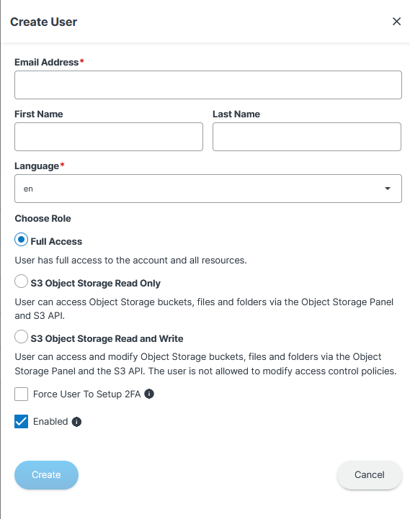 Create User
Email Address*
First Name
Last Name
Language*
en
Choose Role
Full Access
User has full access to the account and all resources.
S3 Object Storage Read Only
User can access Object Storage buckets, files and folders via the Object Storage Panel
and S3 API.
S3 Object Storage Read and Write
User can access and modify Object Storage buckets, files and folders via the Object
Storage Panel and the S3 API. The user is not allowed to modify access control policies.
Force User To Setup 2FA
Enabled
Create
Cancel